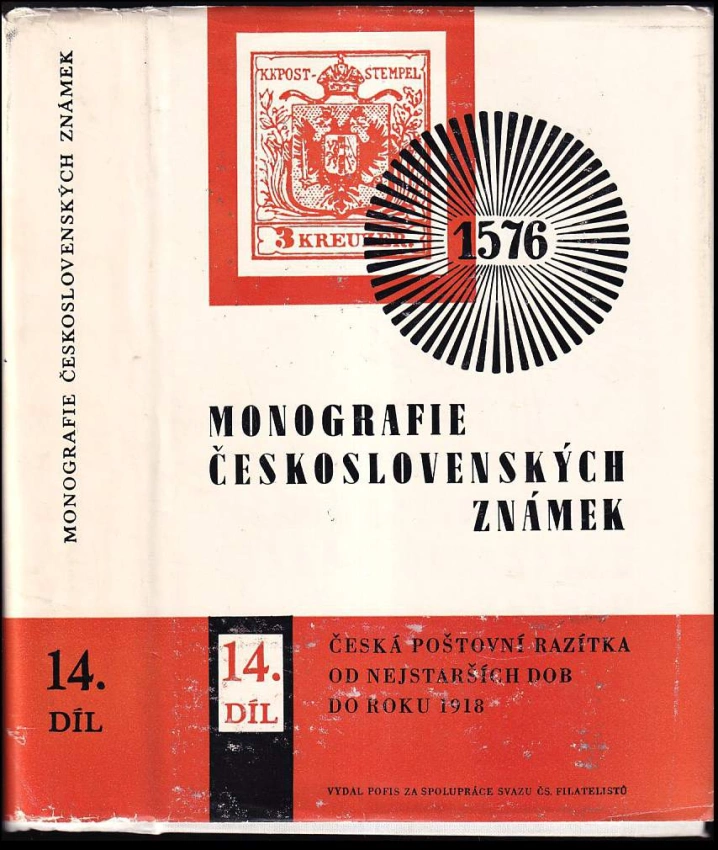 MONOGRAFIE ČESKOSLOVENSKÝCH ZNÁMEK
14.
DÍL
KKPOST-STEMPEL
3 KREUZER.
1576
MONOGRAFIE
ČESKOSLOVENSKÝCH
ZNÁMEK
14.
DÍL
ČESKÁ POŠTOVNÍ RAZÍTKA
OD NEJSTARŠÍCH DOB
DO ROKU 1918
VYDAL POFIS ZA SPOLUPRÁCE SVAZU ČS. FILATELISTŮ